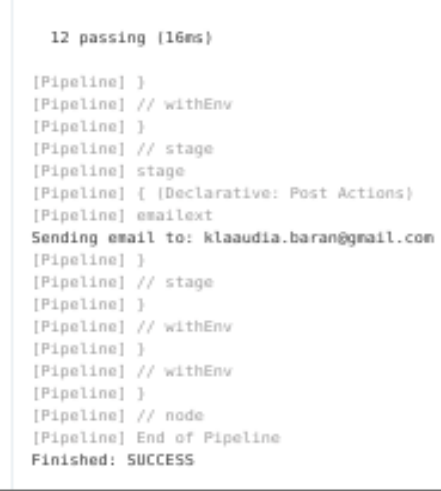 12 passing (16ms)
[Pipeline] }
[Pipeline] // withEnv
[Pipeline] }
[Pipeline] // stage
[Pipeline] stage
[Pipeline] { (Declarative: Post Actions)
[Pipeline] emailext
Sending email to: klaaudia.baran@gmail.com
[Pipeline] }
[Pipeline] // stage
[Pipeline] }
[Pipeline] // withEnv
[Pipeline] }
[Pipeline] // withEnv
[Pipeline] }
[Pipeline] // node
[Pipeline] End of Pipeline
Finished: SUCCESS